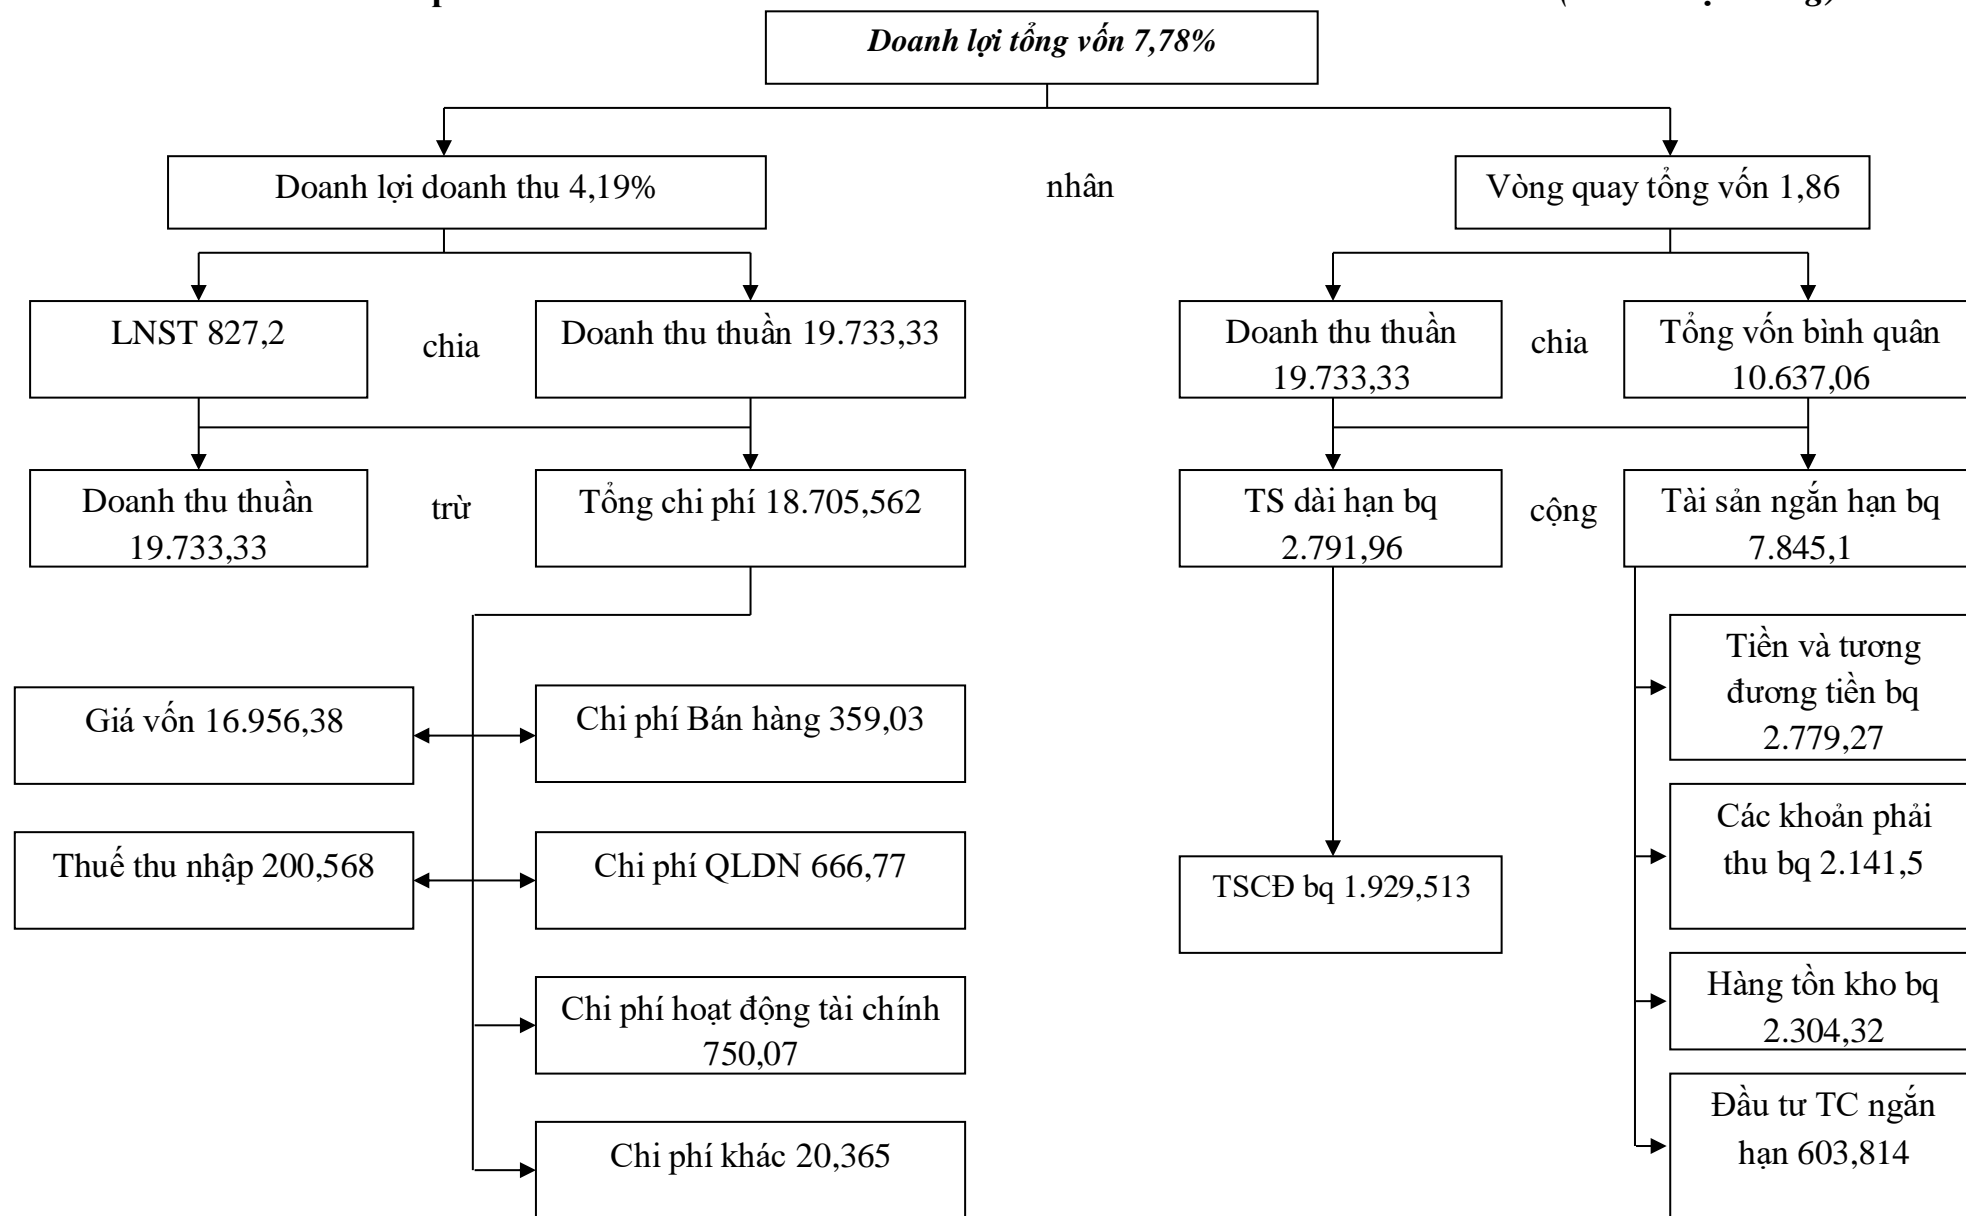 Doanh lợi tổng vốn 7,78%
Doanh lợi doanh thu 4,19%
nhân
Vòng quay tổng vốn 1,86
LNST 827,2
chia
Doanh thu thuần 19.733,33
Doanh thu thuần
19.733,33
chia
Tổng vốn bình quân
10.637,06
Doanh thu thuần
19.733,33
trừ
Tổng chi phí 18.705,562
TS dài hạn bq
2.791,96
cộng
Tài sản ngắn hạn bq
7.845,1
Tiền và tương
đương tiền bq
2.779,27
Giá vốn 16.956,38
Chi phí Bán hàng 359,03
Các khoản phải
thu bq 2.141,5
Thuế thu nhập 200,568
Chi phí QLDN 666,77
TSCĐ bq 1.929,513
Chi phí hoạt động tài chính
750,07
Hàng tồn kho bq
2.304,32
Chi phí khác 20,365
Đầu tư TC ngắn
hạn 603,814